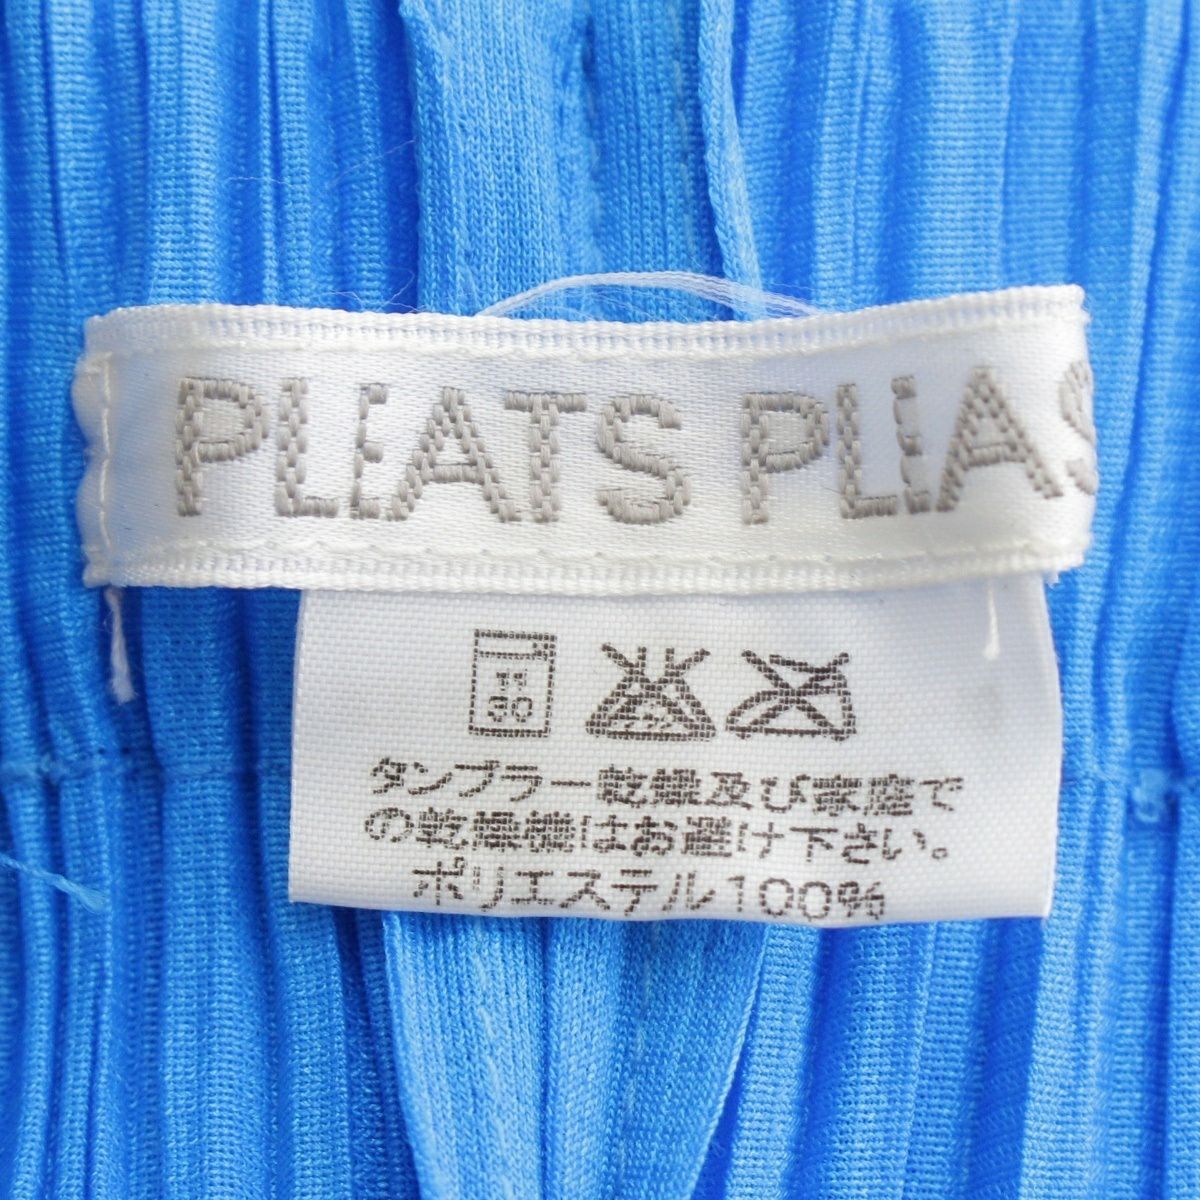 PLEATS PLEAS
30
タンブラー乾燥及び家庭で
の乾燥機はお避け下さい。
ポリエステル100%